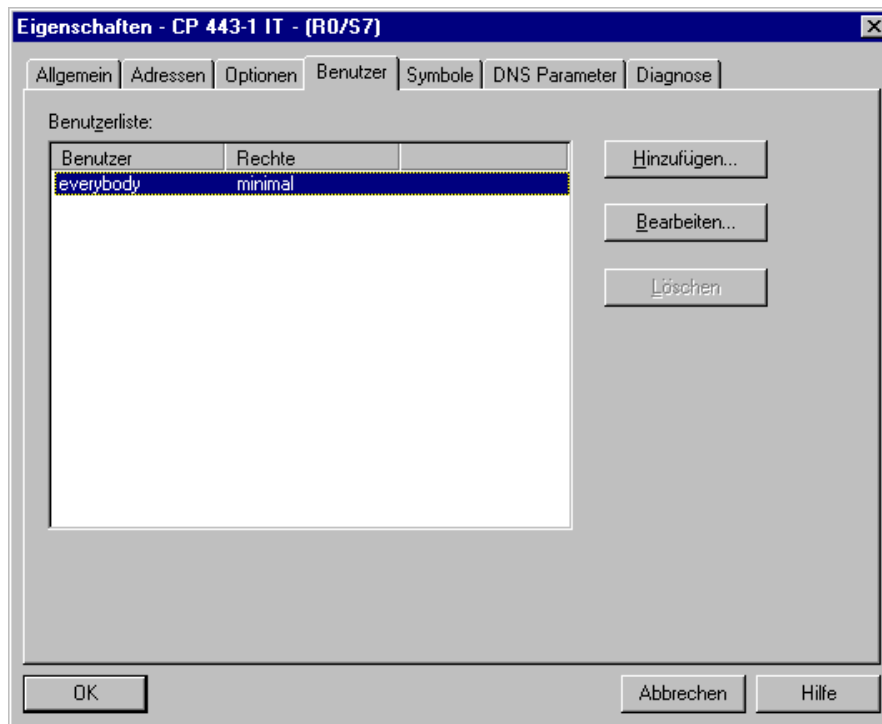 Eigenschaften - CP 443-1 IT - (R0/S7)
Allgemein Adressen Optionen Benutzer Symbole DNS Parameter Diagnose
Benutzerliste:
Benutzer Rechte
everybody minimal
Hinzufügen...
Bearbeiten...
Löschen
OK Abbrechen Hilfe